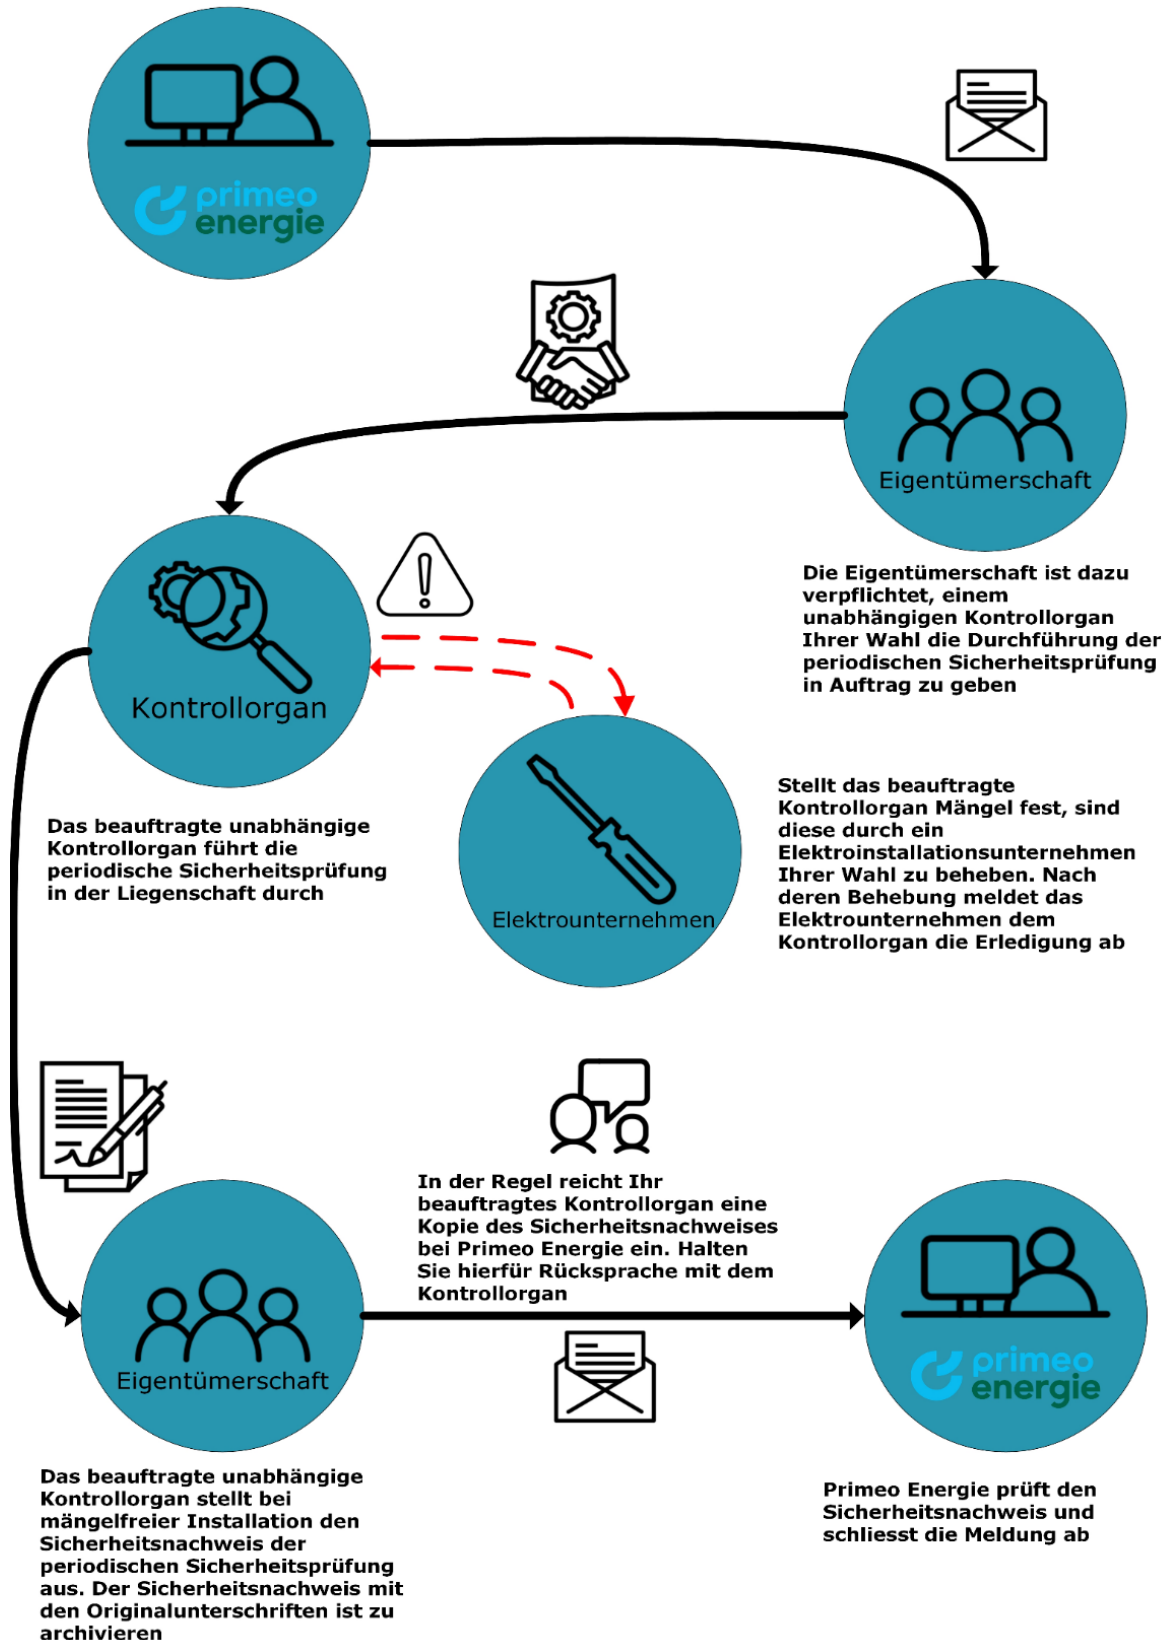 primeo
energie
Eigentümerschaft
Die Eigentümerschaft ist dazu
verpflichtet, einem
unabhängigen Kontrollorgan
Ihrer Wahl die Durchführung der
periodischen Sicherheitsprüfung
in Auftrag zu geben
Kontrollorgan
Das beauftragte unabhängige
Kontrollorgan führt die
periodische Sicherheitsprüfung
in der Liegenschaft durch
Elektrounternehmen
Stellt das beauftragte
Kontrollorgan Mängel fest, sind
diese durch ein
Elektroinstallationsunternehmen
Ihrer Wahl zu beheben. Nach
deren Behebung meldet das
Elektrounternehmen dem
Kontrollorgan die Erledigung ab
Eigentümerschaft
Das beauftragte unabhängige
Kontrollorgan stellt bei
mängelfreier Installation den
Sicherheitsnachweis der
periodischen Sicherheitsprüfung
aus. Der Sicherheitsnachweis mit
den Originalunterschriften ist zu
archivieren
In der Regel reicht Ihr
beauftragtes Kontrollorgan eine
Kopie des Sicherheitsnachweises
bei Primeo Energie ein. Halten
Sie hierfür Rücksprache mit dem
Kontrollorgan
primeo
energie
Primeo Energie prüft den
Sicherheitsnachweis und
schliesst die Meldung ab